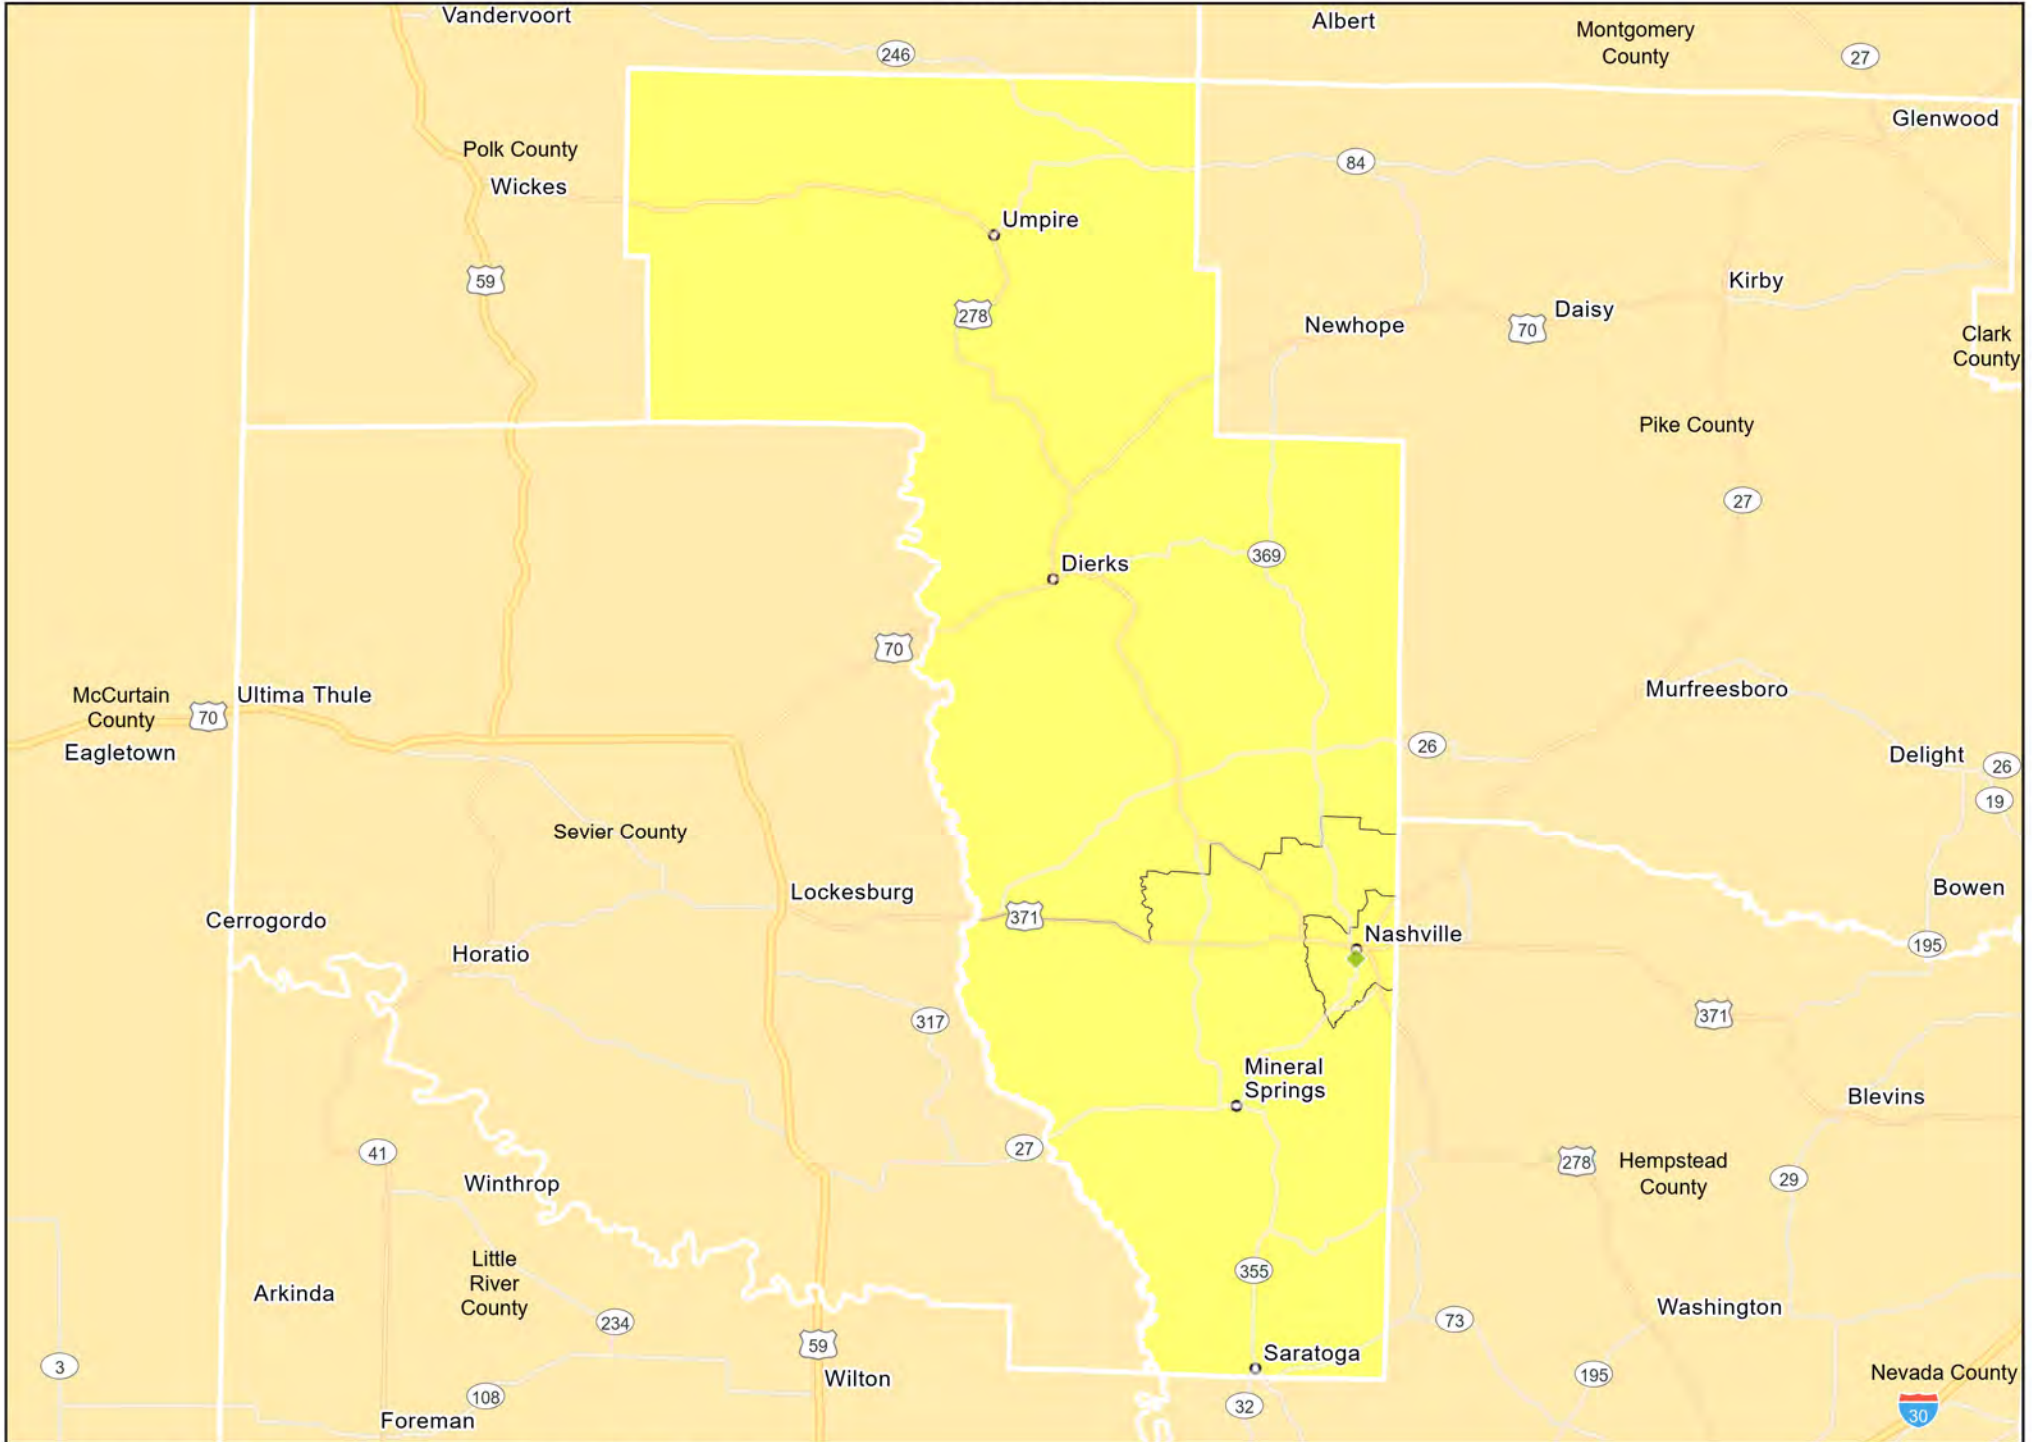 Vandervoort
Albert
Montgomery
County
246
27
Glenwood
Polk County
84
Wickes
Umpire
59
278
Kirby
Daisy
Newhope
70
Clark
County
Pike County
27
369
Dierks
70
McCurtain
County
70
Ultima Thule
Murfreesboro
Eagletown
26
Delight
26
19
Sevier County
Lockesburg
Bowen
371
Cerrogordo
Nashville
Horatio
195
317
371
Mineral
Springs
Blevins
27
41
278
Hempstead
County
29
Winthrop
Little
River
County
355
Arkinda
Washington
234
73
59
Saratoga
3
Wilton
195
Nevada County
108
32
30
Foreman